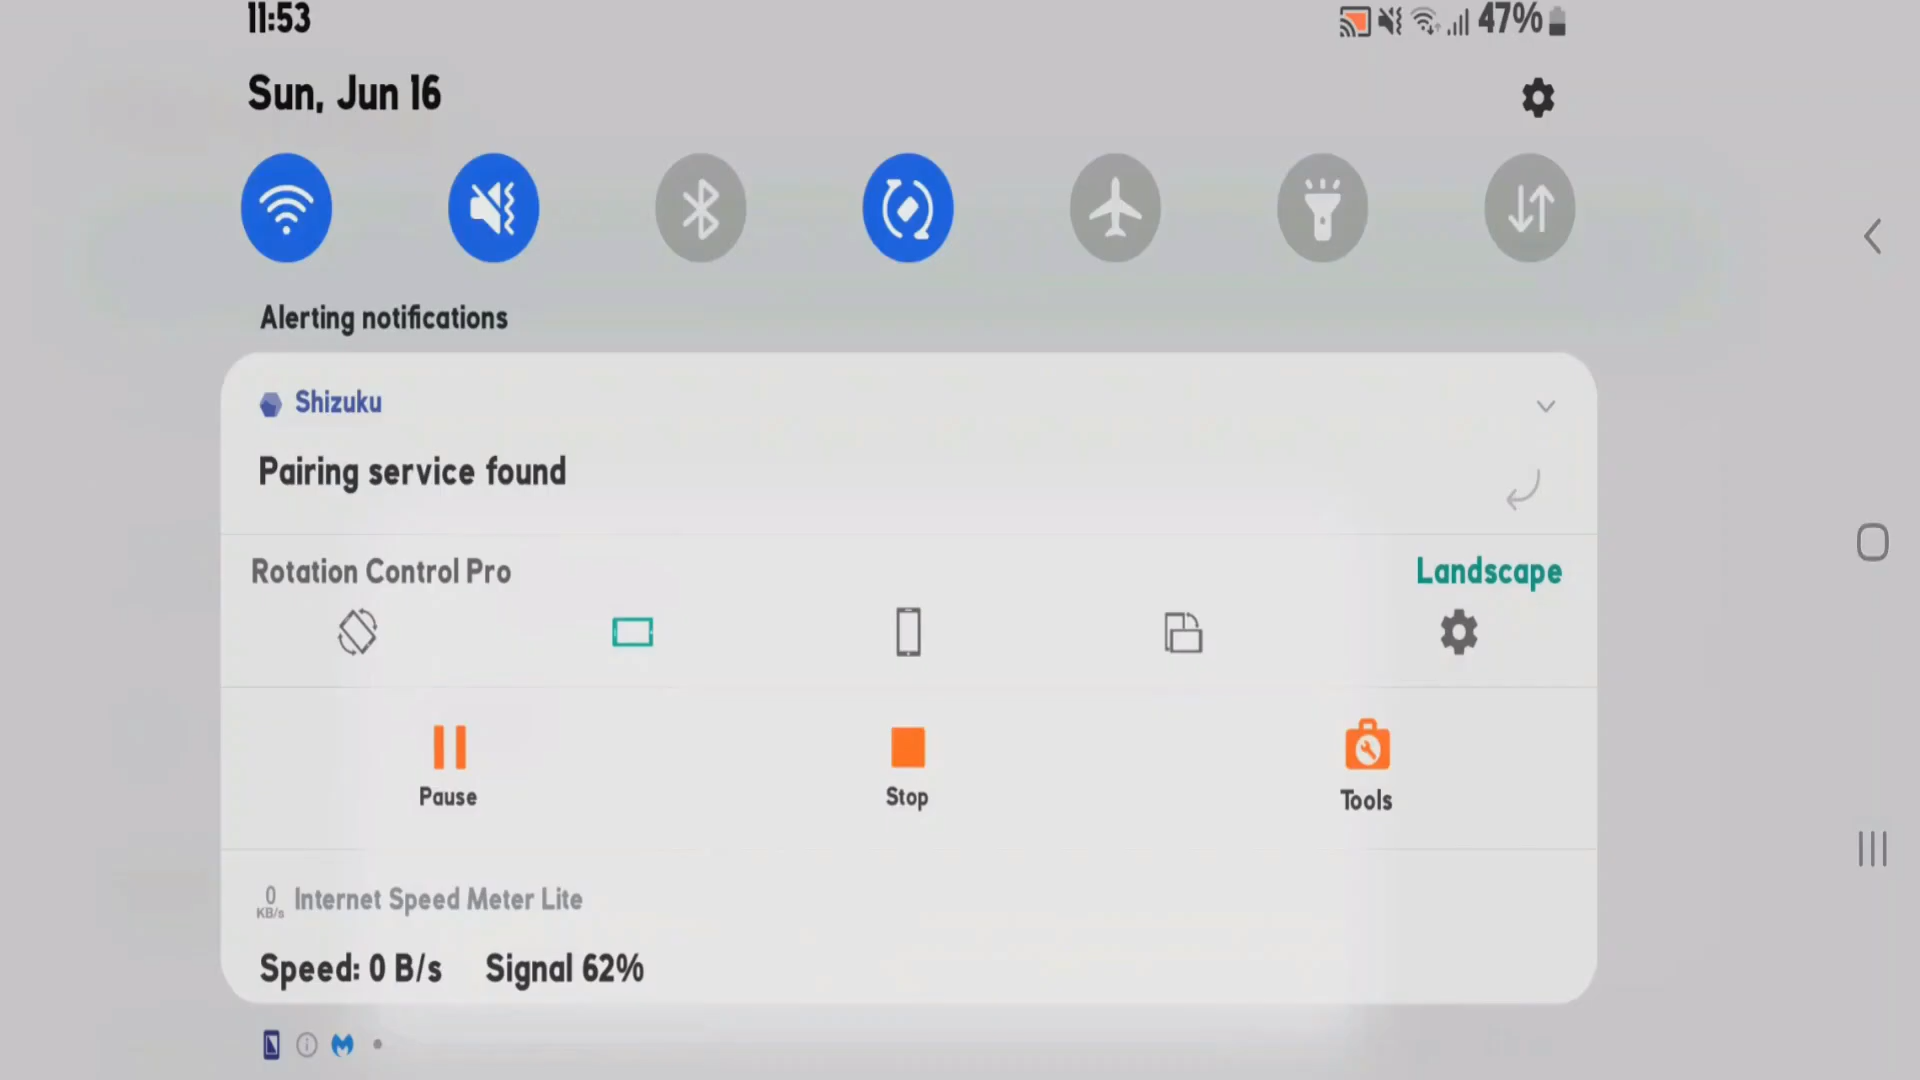 11:53
47%
Sun, Jun 16
Alerting notifications
Shizuku
Pairing service found
Rotation Control Pro
Landscape
Pause
Stop
Tools
0
KB/s
Internet Speed Meter Lite
Speed: 0 B/s
Signal 62%